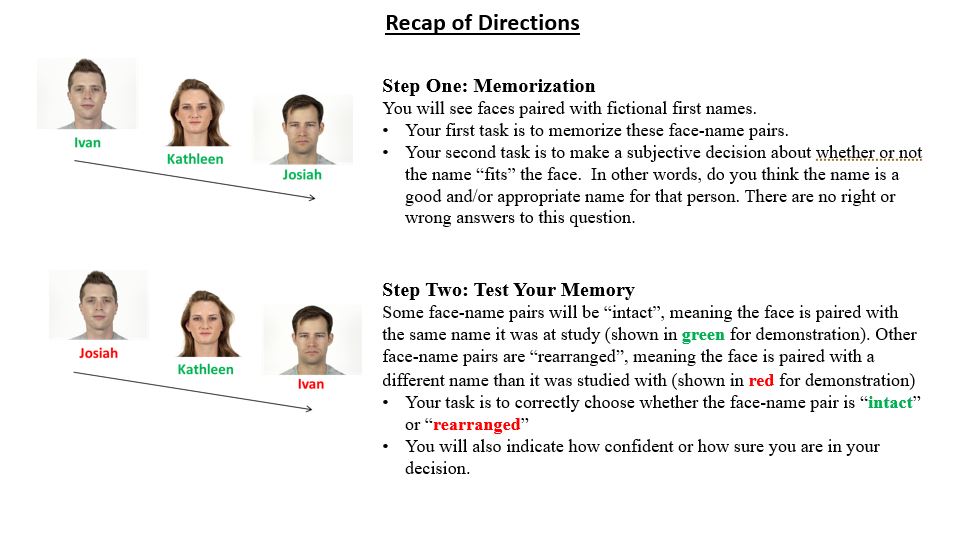 Recap of Directions
Ivan
Kathleen
Josiah
Step One: Memorization
You will see faces paired with fictional first names.
• Your first task is to memorize these face-name pairs.
• Your second task is to make a subjective decision about whether or not
the name “fits” the face.  In other words, do you think the name is a
good and/or appropriate name for that person. There are no right or
wrong answers to this question.
Josiah
Kathleen
Ivan
Step Two: Test Your Memory
Some face-name pairs will be “intact”, meaning the face is paired with
the same name it was at study (shown in green for demonstration). Other
face-name pairs are “rearranged”, meaning the face is paired with a
different name than it was studied with (shown in red for demonstration)
• Your task is to correctly choose whether the face-name pair is “intact”
or “rearranged”
• You will also indicate how confident or how sure you are in your
decision.